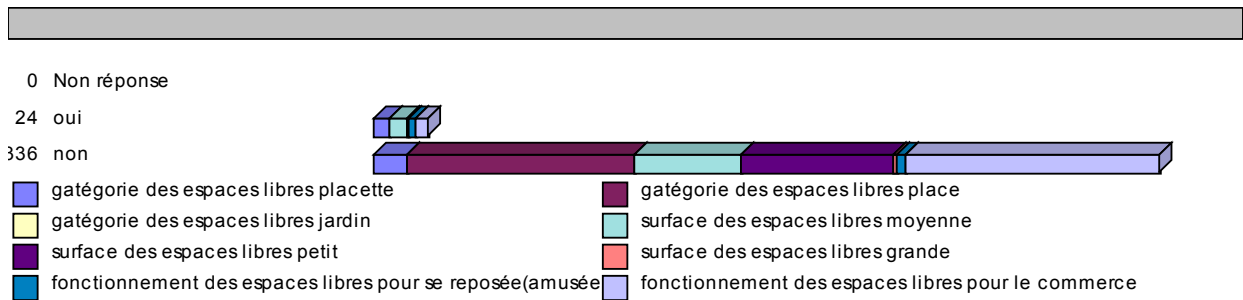 0 Non réponse
24 oui
336 non
gatégorie des espaces libres placette
gatégorie des espaces libres place
gatégorie des espaces libres jardin
surface des espaces libres moyenne
surface des espaces libres petit
surface des espaces libres grande
fonctionnement des espaces libres pour se reposée(amusée
fonctionnement des espaces libres pour le commerce